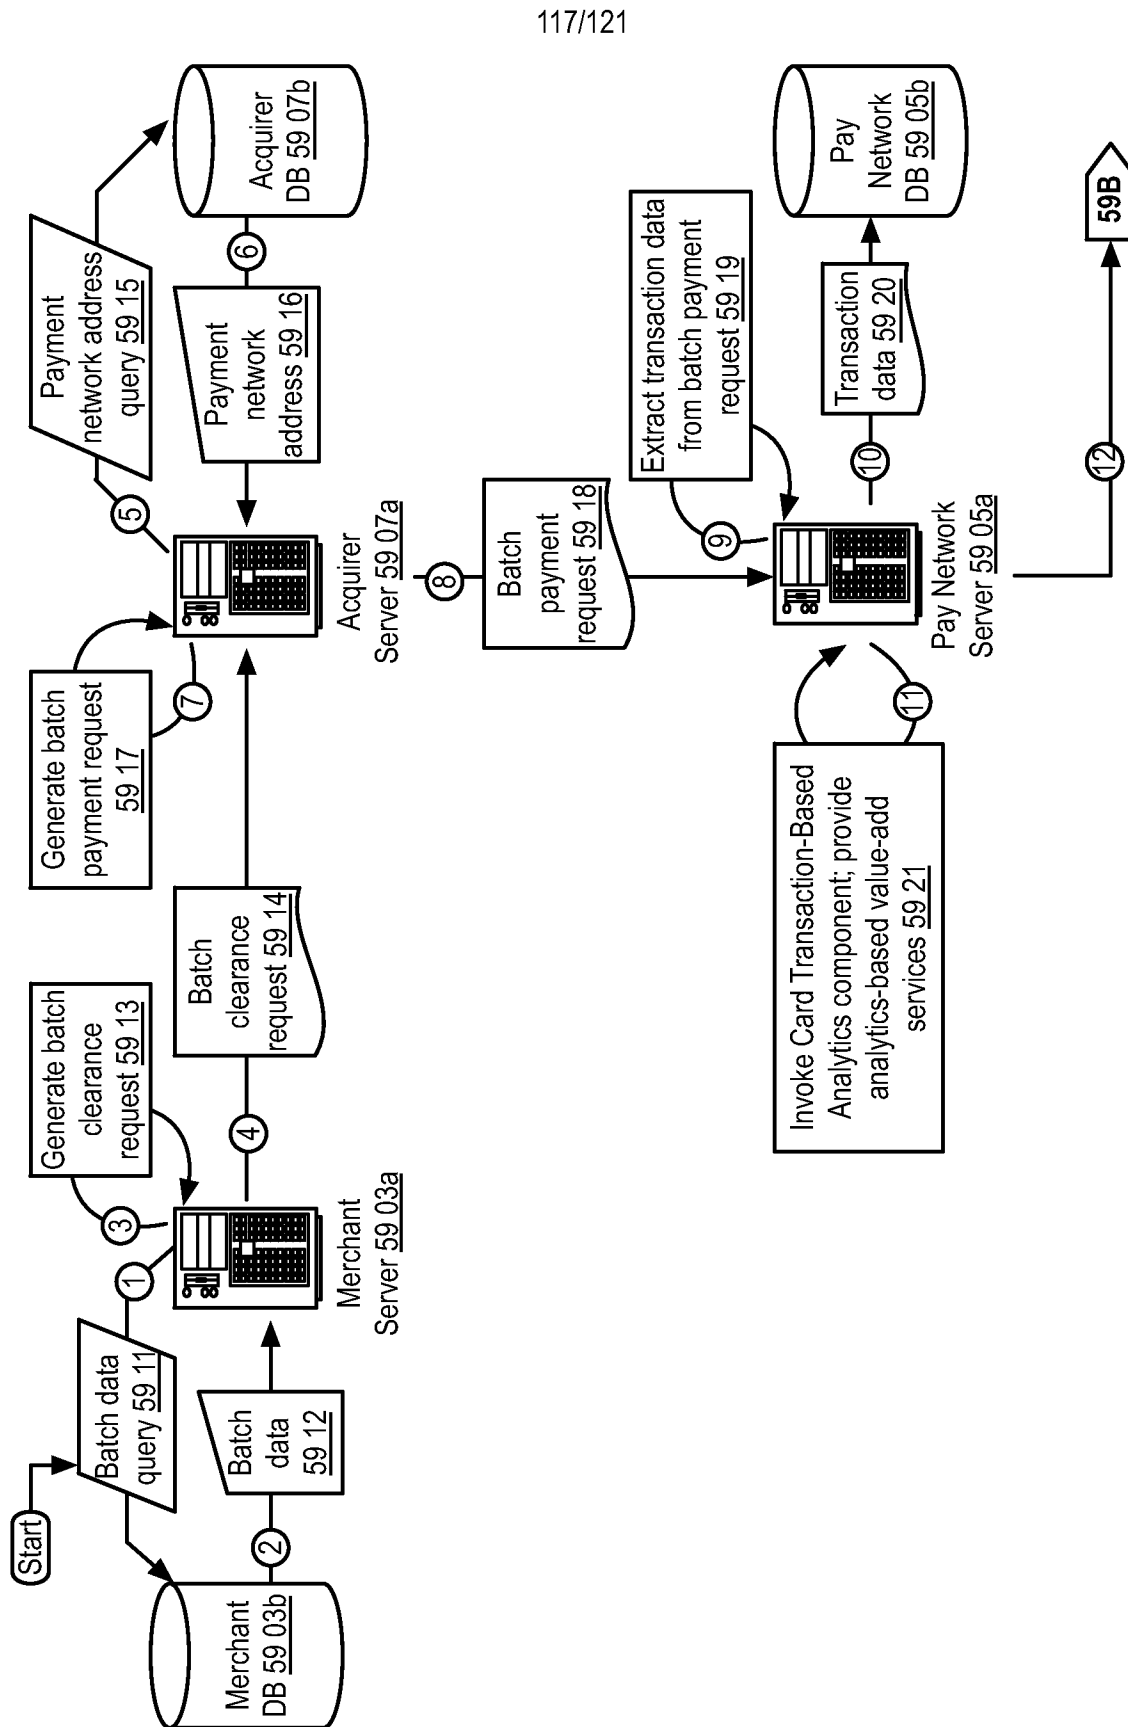 117/121
Start
Batch data
query 59 11
1
Merchant
DB 59 03b
2
Batch
data
59 12
Merchant
Server 59 03a
3
Generate batch
clearance
request 59 13
4
Batch
clearance
request 59 14
Acquirer
Server 59 07a
5
Payment
network address
query 59 15
Acquirer
DB 59 07b
6
Payment
network
address 59 16
7
Generate batch
payment request
59 17
8
Batch
payment
request 59 18
Pay Network
Server 59 05a
9
Extract transaction data
from batch payment
request 59 19
10
Transaction
data 59 20
Pay
Network
DB 59 05b
11
Invoke Card Transaction-Based
Analytics component; provide
analytics-based value-add
services 59 21
12
59B